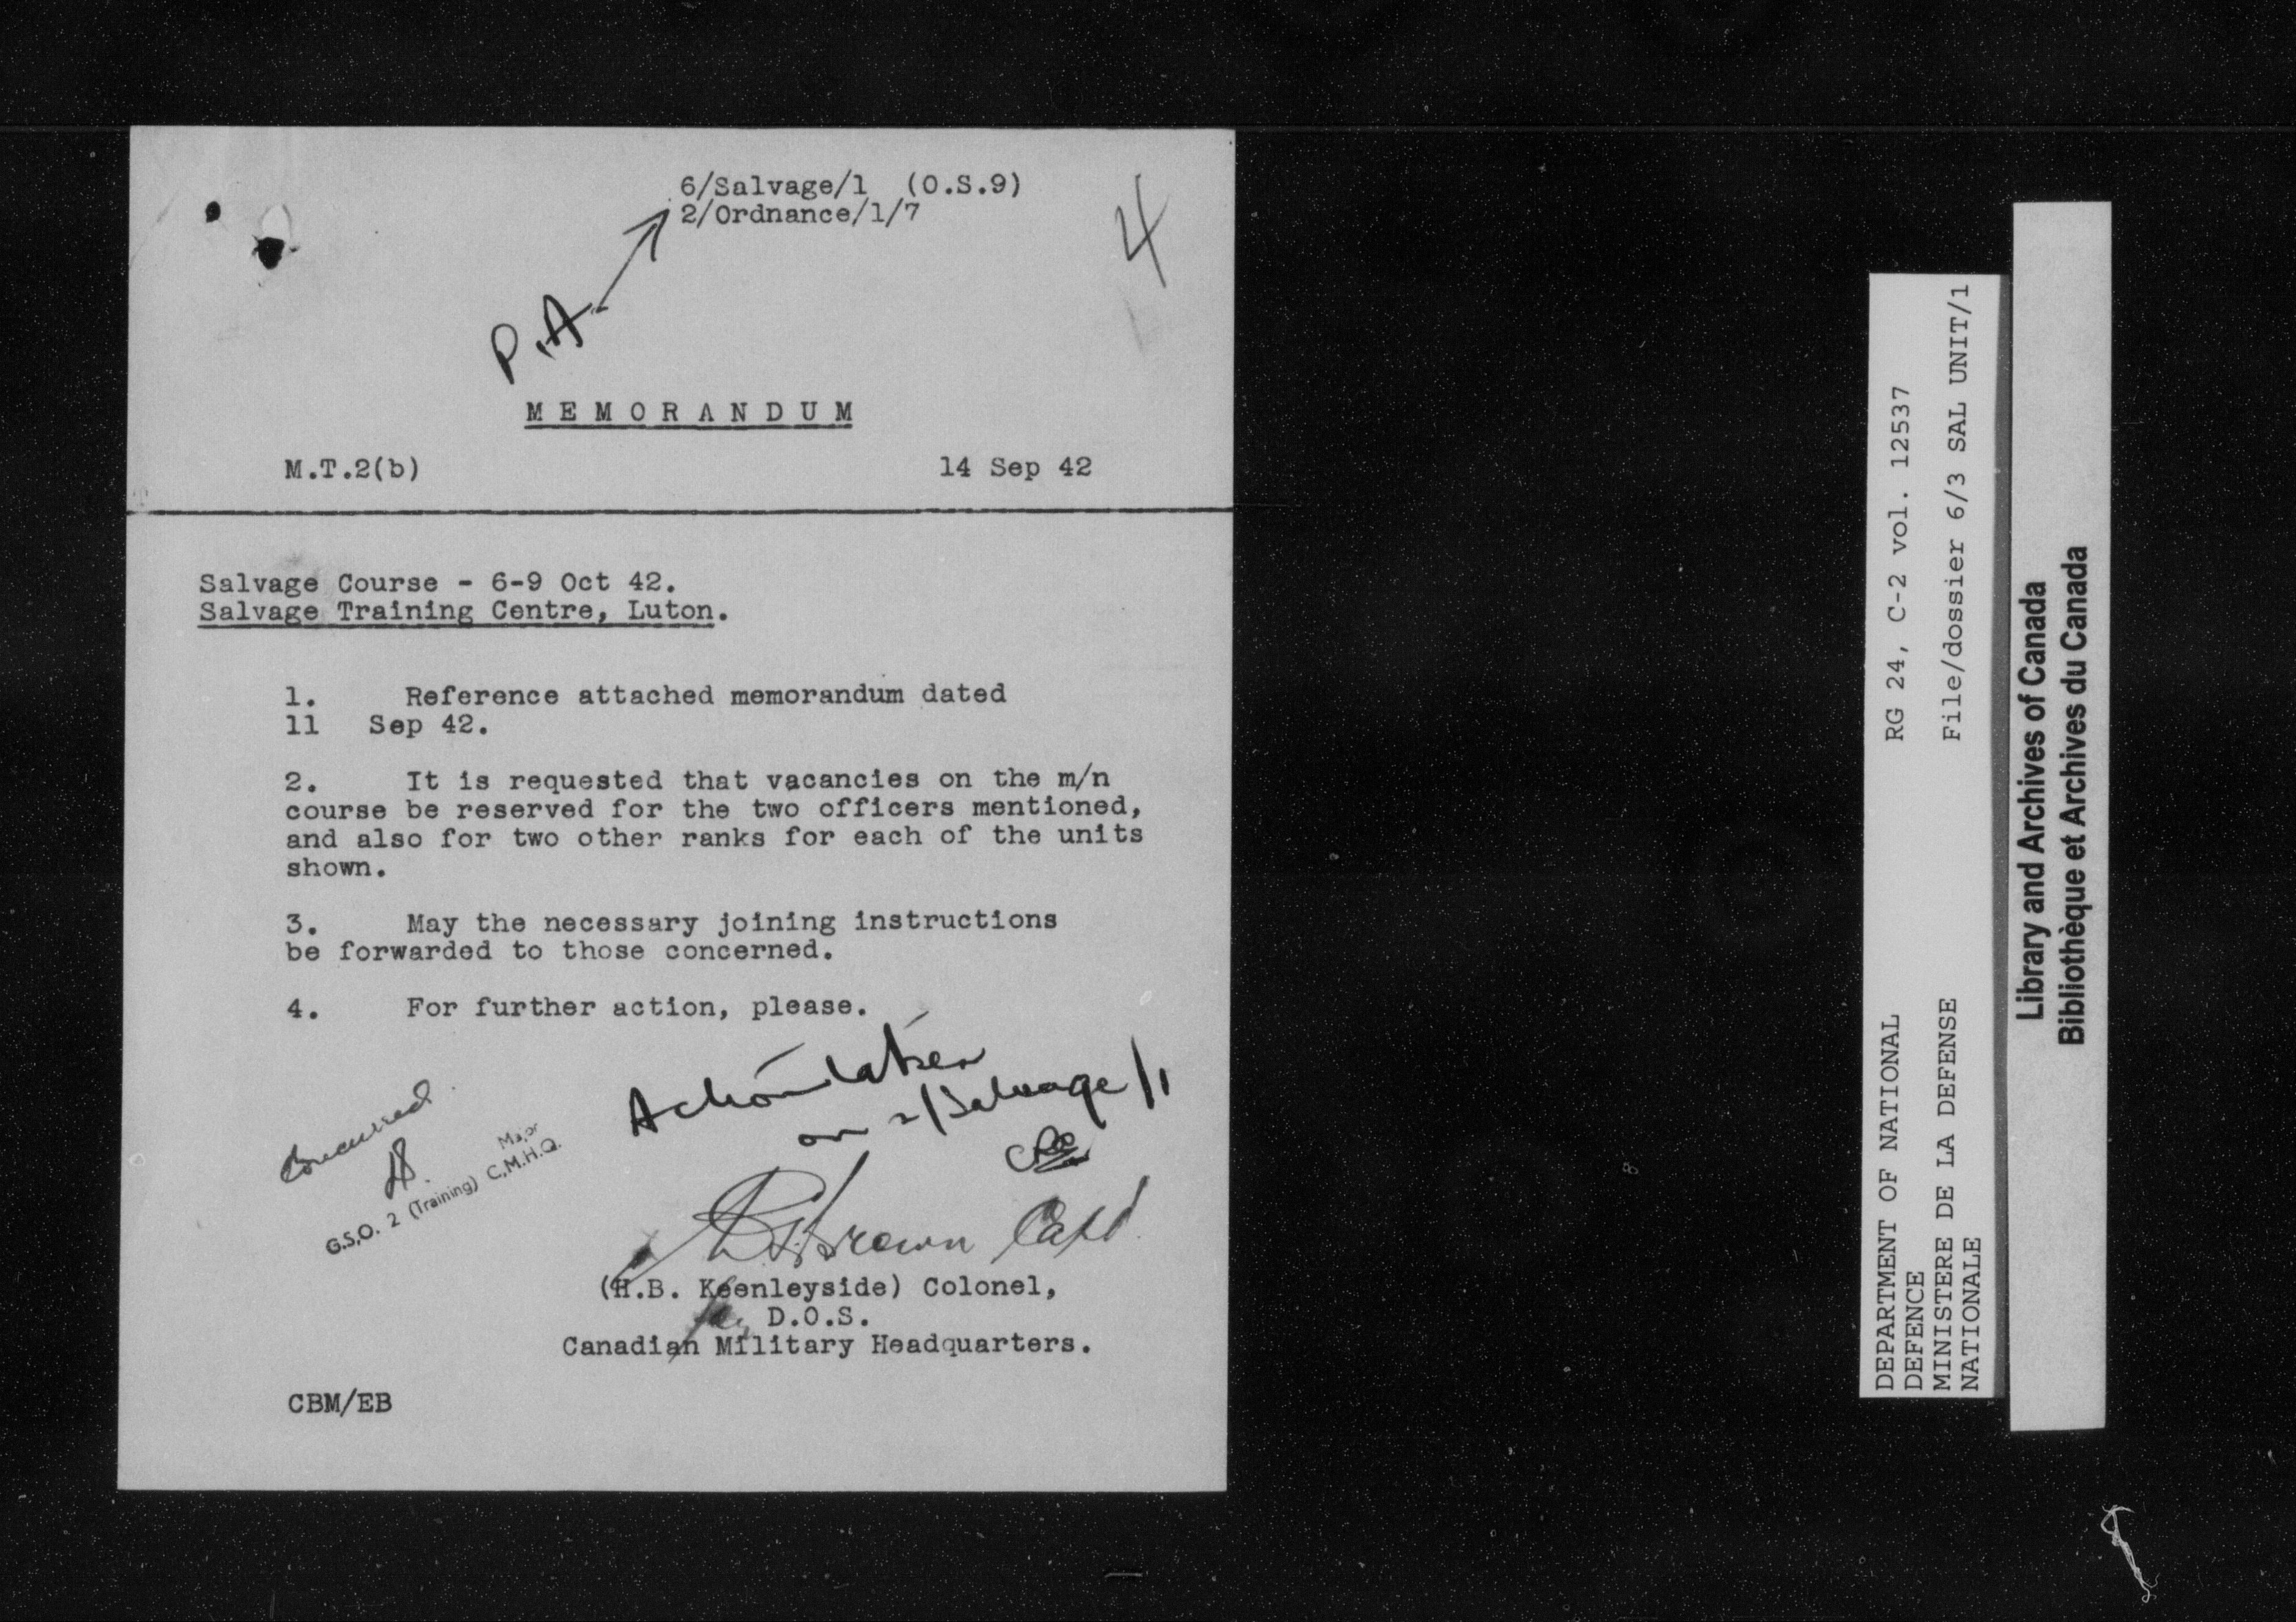 6/Salvage/1 (O.S.9)
2/Ordnance/1/7
4
P.A
MEMORANDUM
M.T.2(b) 14 Sep 42
Salvage Course - 6-9 Oct 42.
Salvage Training Centre, Luton.
1. Reference attached memorandum dated
11 Sep 42.
2. It is requested that vacancies on the m/n
course be reserved for the two officers mentioned,
and also for two other ranks for each of the units
shown.
3. May the necessary joining instructions
be forwarded to those concerned.
4. For further action, please.
Action taken
on 2/Salvage/1
Concurred
Major
G.S.O. 2 (Training) C.M.H.Q.
Brown Capt
(H.B. Keenleyside) Colonel,
for D.O.S.
Canadian Military Headquarters.
CBM/EB
DEPARTMENT OF NATIONAL RG 24, C-2 vol. 12537
DEFENCE
MINISTERE DE LA DEFENSE File/dossier 6/3 SAL UNIT/1
NATIONALE
Library and Archives of Canada
Bibliothèque et Archives du Canada